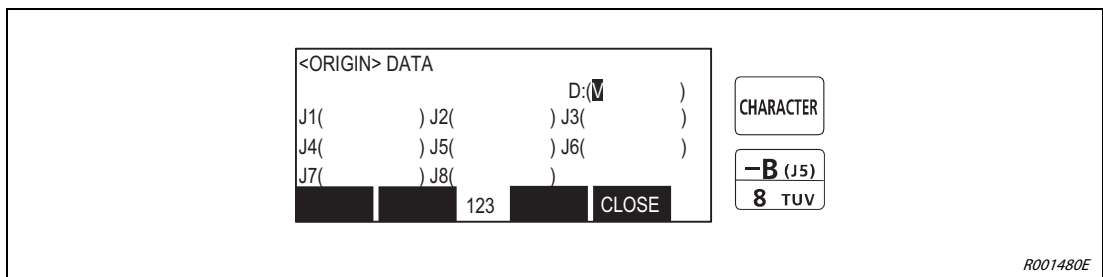 <ORIGIN> DATA
D:(V )
J1( ) J2( ) J3( )
J4( ) J5( ) J6( )
J7( ) J8( )
123 CLOSE
CHARACTER
−B (J5)
8 TUV
R001480E